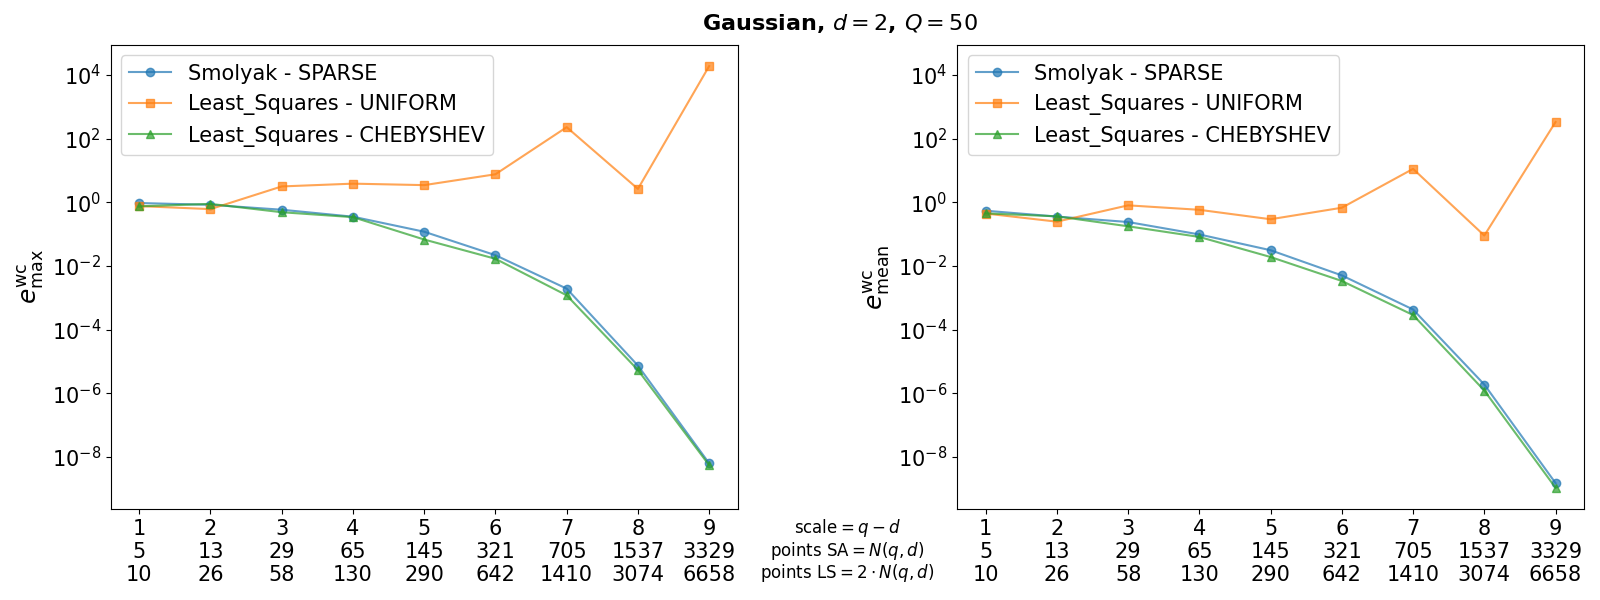 Gaussian, d = 2, Q = 50
Smolyak - SPARSE
Least_Squares - UNIFORM
Least_Squares - CHEBYSHEV
10^4
10^2
10^0
10^-2
10^-4
10^-6
10^-8
e^wc_max
1 2 3 4 5 6 7 8 9
5 13 29 65 145 321 705 1537 3329
10 26 58 130 290 642 1410 3074 6658
scale = q − d
points SA = N(q, d)
points LS = 2 · N(q, d)
Smolyak - SPARSE
Least_Squares - UNIFORM
Least_Squares - CHEBYSHEV
10^4
10^2
10^0
10^-2
10^-4
10^-6
10^-8
e^wc_mean
1 2 3 4 5 6 7 8 9
5 13 29 65 145 321 705 1537 3329
10 26 58 130 290 642 1410 3074 6658